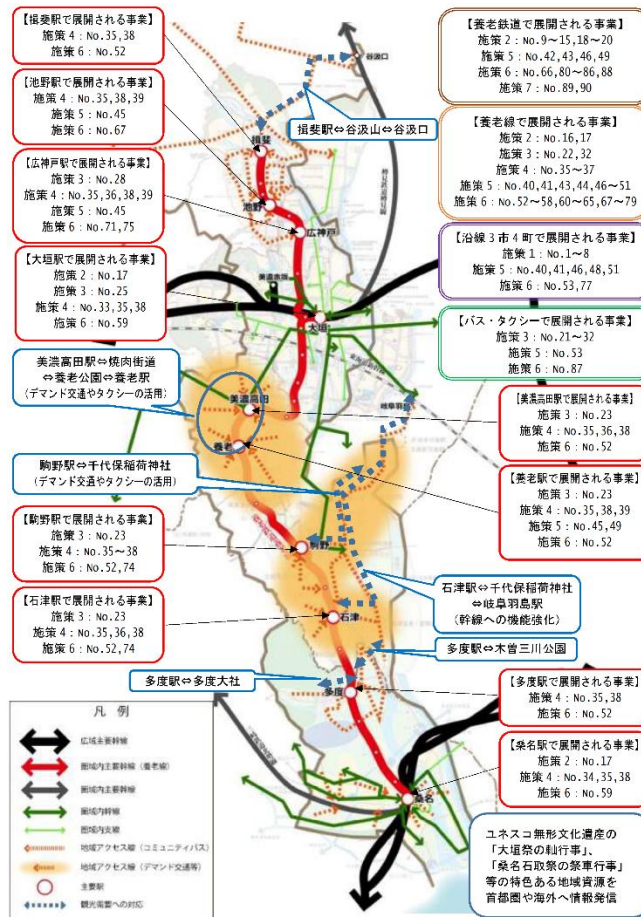 【揖斐駅で展開される事業】
施策 4：No.35,38
施策 6：No.52
【池野駅で展開される事業】
施策 4：No.35,38,39
施策 5：No.45
施策 6：No.67
【広神戸駅で展開される事業】
施策 3：No.28
施策 4：No.35,36,38,39
施策 5：No.45
施策 6：No.71,75
【大垣駅で展開される事業】
施策 2：No.17
施策 3：No.25
施策 4：No.33,35,38
施策 6：No.59
美濃高田駅⇔焼肉街道
⇔養老公園⇔養老駅
(デマンド交通やタクシーの活用)
駒野駅⇔千代保稲荷神社
(デマンド交通やタクシーの活用)
【駒野駅で展開される事業】
施策 3：No.23
施策 4：No.35～38
施策 6：No.52,74
【石津駅で展開される事業】
施策 3：No.23
施策 4：No.35,36,38
施策 6：No.52,74
多度駅⇔多度大社
谷汲口
揖斐駅⇔谷汲山⇔谷汲口
揖斐
池野
広神戸
美濃赤坂
大垣
岐阜羽島
美濃高田
養老
駒野
石津
多度
桑名
【養老鉄道で展開される事業】
施策 2：No.9～15,18～20
施策 5：No.42,43,46,49
施策 6：No.66,80～86,88
施策 7：No.89,90
【養老線で展開される事業】
施策 2：No.16,17
施策 3：No.22,32
施策 4：No.35～37
施策 5：No.40,41,43,44,46～51
施策 6：No.52～58,60～65,67～79
【沿線３市４町で展開される事業】
施策 1：No.1～8
施策 5：No.40,41,46,48,51
施策 6：No.53,77
【バス・タクシーで展開される事業】
施策 3：No.21～32
施策 5：No.53
施策 6：No.87
【美濃高田駅で展開される事業】
施策 3：No.23
施策 4：No.35,36,38
施策 6：No.52
【養老駅で展開される事業】
施策 3：No.23
施策 4：No.35,38,39
施策 5：No.45,49
施策 6：No.52
石津駅⇔千代保稲荷神社
⇔岐阜羽島駅
(幹線への機能強化)
多度駅⇔木曽三川公園
【多度駅で展開される事業】
施策 4：No.35,38
施策 6：No.52
【桑名駅で展開される事業】
施策 2：No.17
施策 4：No.34,35,38
施策 6：No.59
ユネスコ無形文化遺産の
「大垣祭の軕行事」、
「桑名石取祭の祭車行事」
等の特色ある地域資源を
首都圏や海外へ情報発信
凡 例
広域主要幹線
圏域内主要幹線（養老線）
圏域内主要幹線
圏域内幹線
圏域内支線
地域アクセス線（コミュニティバス）
地域アクセス線（デマンド交通等）
主要駅
観光需要への対応